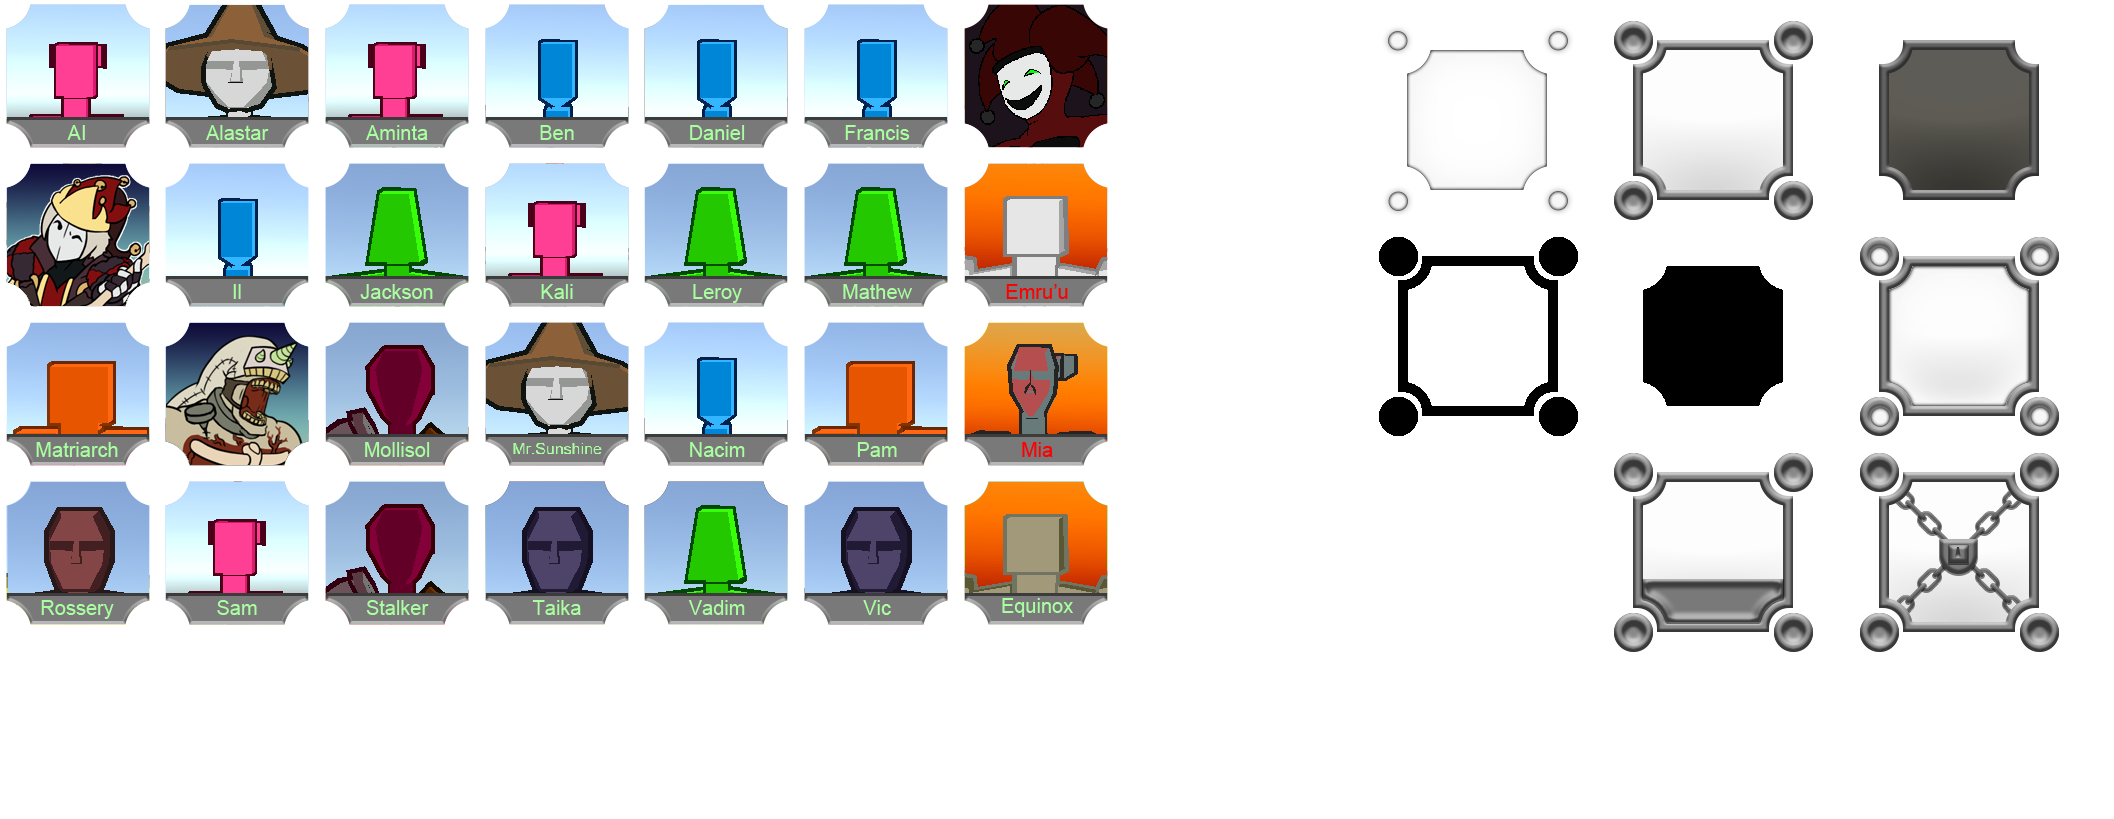 Al
Alastar
Aminta
Ben
Daniel
Francis
Il
Jackson
Kali
Leroy
Mathew
Emru'u
Matriarch
Mollisol
Mr.Sunshine
Nacim
Pam
Mia
Rossery
Sam
Stalker
Taika
Vadim
Vic
Equinox